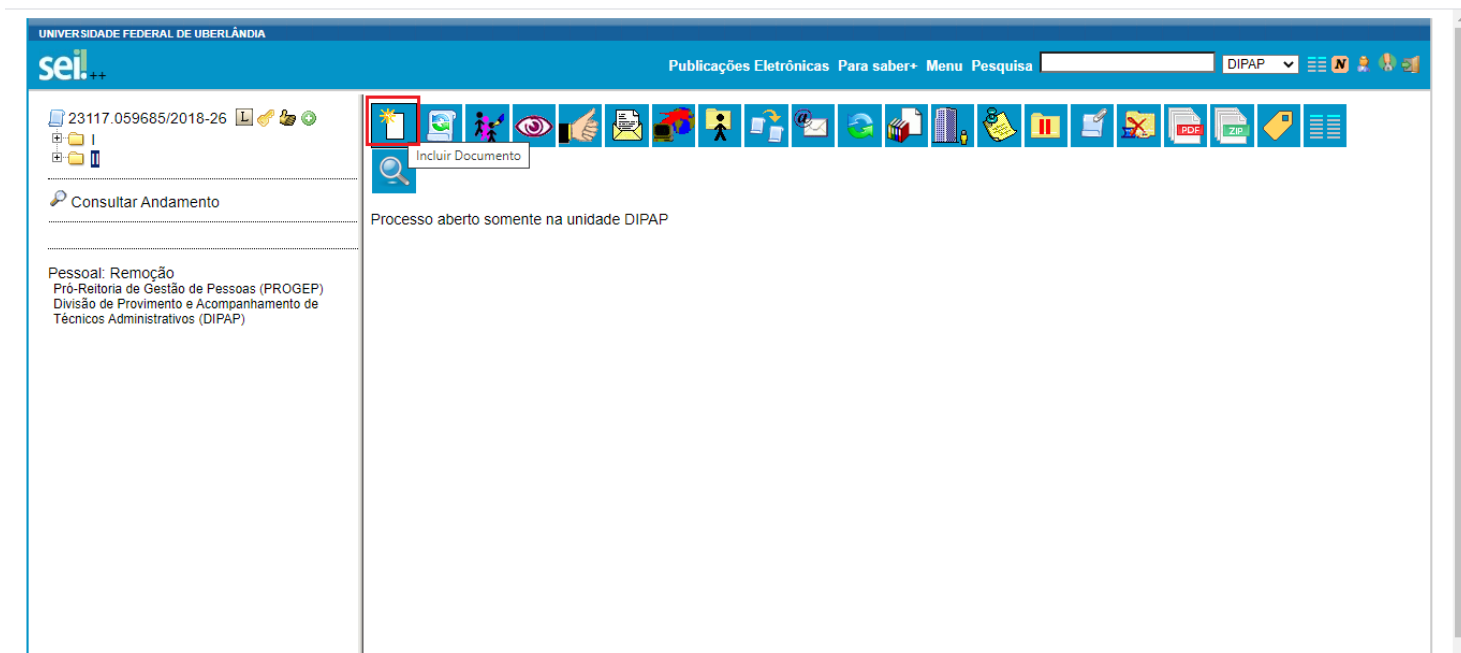 UNIVERSIDADE FEDERAL DE UBERLÂNDIA
sei! ++
Publicações Eletrônicas Para saber+ Menu Pesquisa DIPAP N
23117.059685/2018-26 L
I
II
Consultar Andamento
Pessoal: Remoção
Pró-Reitoria de Gestão de Pessoas (PROGEP)
Divisão de Provimento e Acompanhamento de
Técnicos Administrativos (DIPAP)
PDF ZIP
Incluir Documento
Processo aberto somente na unidade DIPAP